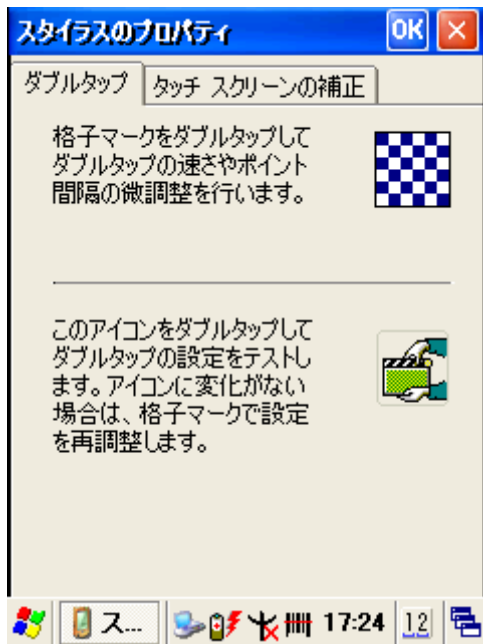 スタイラスのプロパティ
OK
ダブルタップ
タッチ スクリーンの補正
格子マークをダブルタップして
ダブルタップの速さやポイント
間隔の微調整を行います。
このアイコンをダブルタップして
ダブルタップの設定をテストし
ます。アイコンに変化がない
場合は、格子マークで設定
を再調整します。
ス...
17:24
12